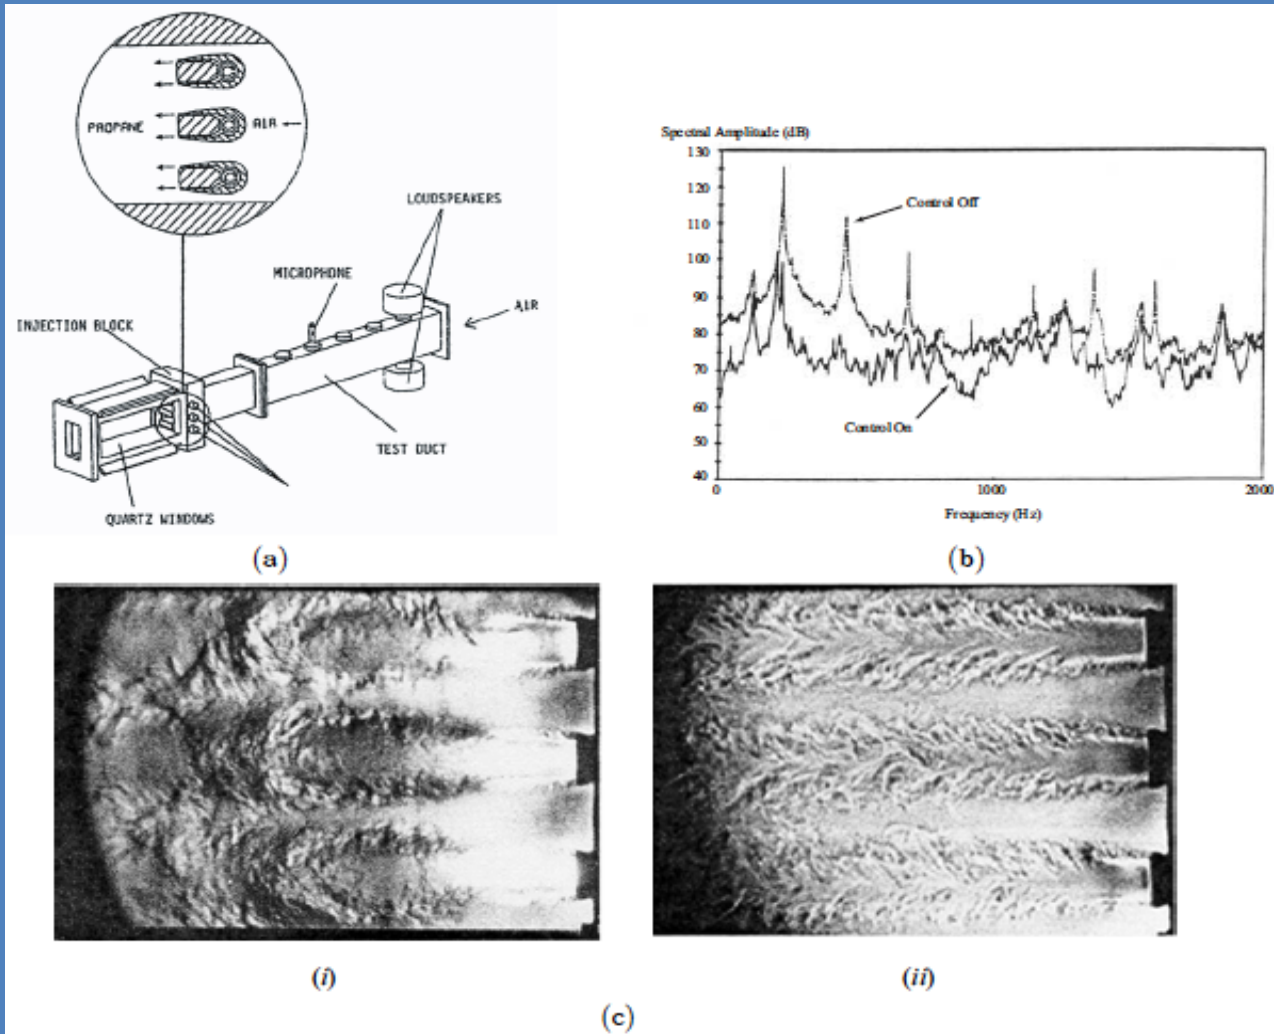 PROPANE
AIR
LOUDSPEAKERS
MICROPHONE
AIR
INJECTION BLOCK
TEST DUCT
QUARTZ WINDOWS
(a)
Spectral Amplitude (dB)
130
120
110
100
90
80
70
60
50
40
Control Off
Control On
0
1000
2000
Frequency (Hz)
(b)
(i)
(ii)
(c)